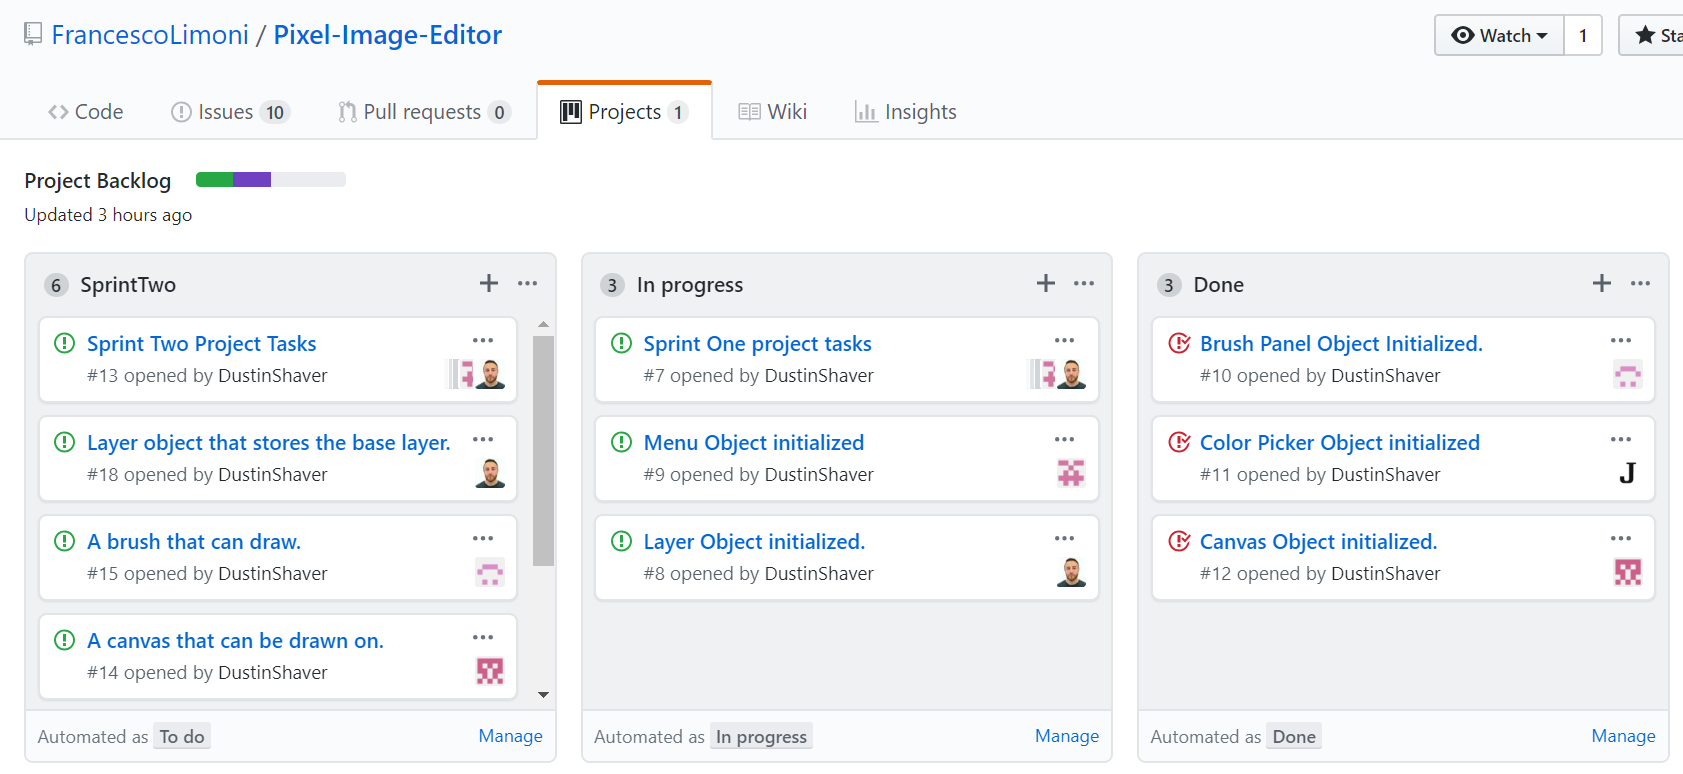 FrancescoLimoni / Pixel-Image-Editor
Watch 1
Sta
Code
Issues 10
Pull requests 0
Projects 1
Wiki
Insights
Project Backlog
Updated 3 hours ago
6 SprintTwo
Sprint Two Project Tasks
#13 opened by DustinShaver
Layer object that stores the base layer.
#18 opened by DustinShaver
A brush that can draw.
#15 opened by DustinShaver
A canvas that can be drawn on.
#14 opened by DustinShaver
Automated as To do
Manage
3 In progress
Sprint One project tasks
#7 opened by DustinShaver
Menu Object initialized
#9 opened by DustinShaver
Layer Object initialized.
#8 opened by DustinShaver
Automated as In progress
Manage
3 Done
Brush Panel Object Initialized.
#10 opened by DustinShaver
Color Picker Object initialized
#11 opened by DustinShaver
J
Canvas Object initialized.
#12 opened by DustinShaver
Automated as Done
Manage